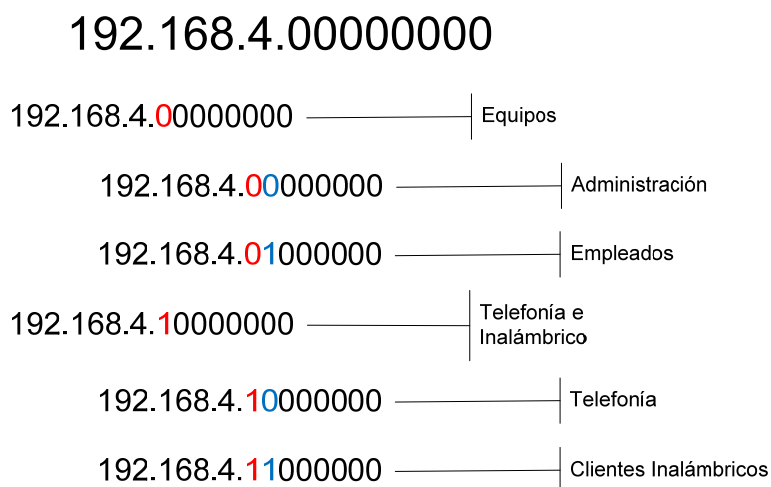 192.168.4.00000000
192.168.4.00000000
Equipos
192.168.4.00000000
Administración
192.168.4.01000000
Empleados
192.168.4.10000000
Telefonía e
Inalámbrico
192.168.4.10000000
Telefonía
192.168.4.11000000
Clientes Inalámbricos